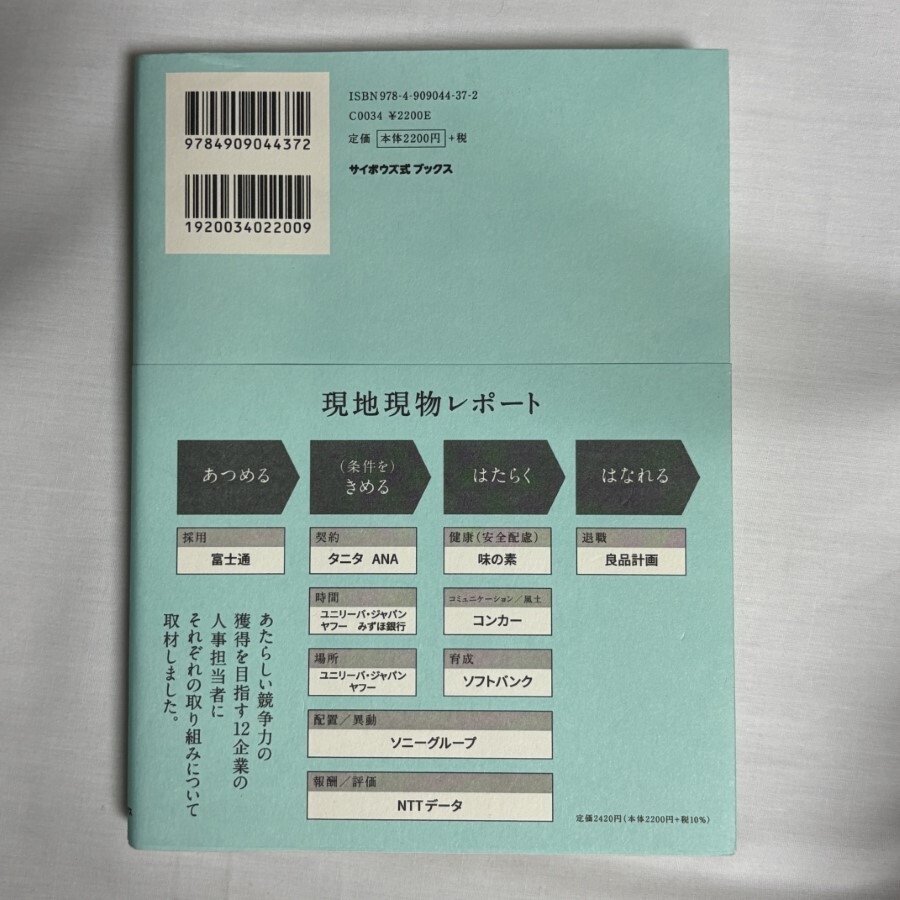 9784909044372
1920034022009
ISBN978-4-909044-37-2
C0034 ¥2200E
定価 本体2200円 +税
サイボウズ式 ブックス
現地現物レポート
あつめる
(条件を)
きめる
はたらく
はなれる
採用
富士通
契約
タニタ ANA
健康(安全配慮)
味の素
退職
良品計画
時間
ユニリーバ・ジャパン
ヤフー みずほ銀行
コミュニケーション/風土
コンカー
場所
ユニリーバ・ジャパン
ヤフー
育成
ソフトバンク
配置/異動
ソニーグループ
報酬/評価
NTTデータ
あたらしい競争力の
獲得を目指す12企業の
人事担当者に
それぞれの取り組みについて
取材しました。
定価2420円(本体2200円+税10%)
ス